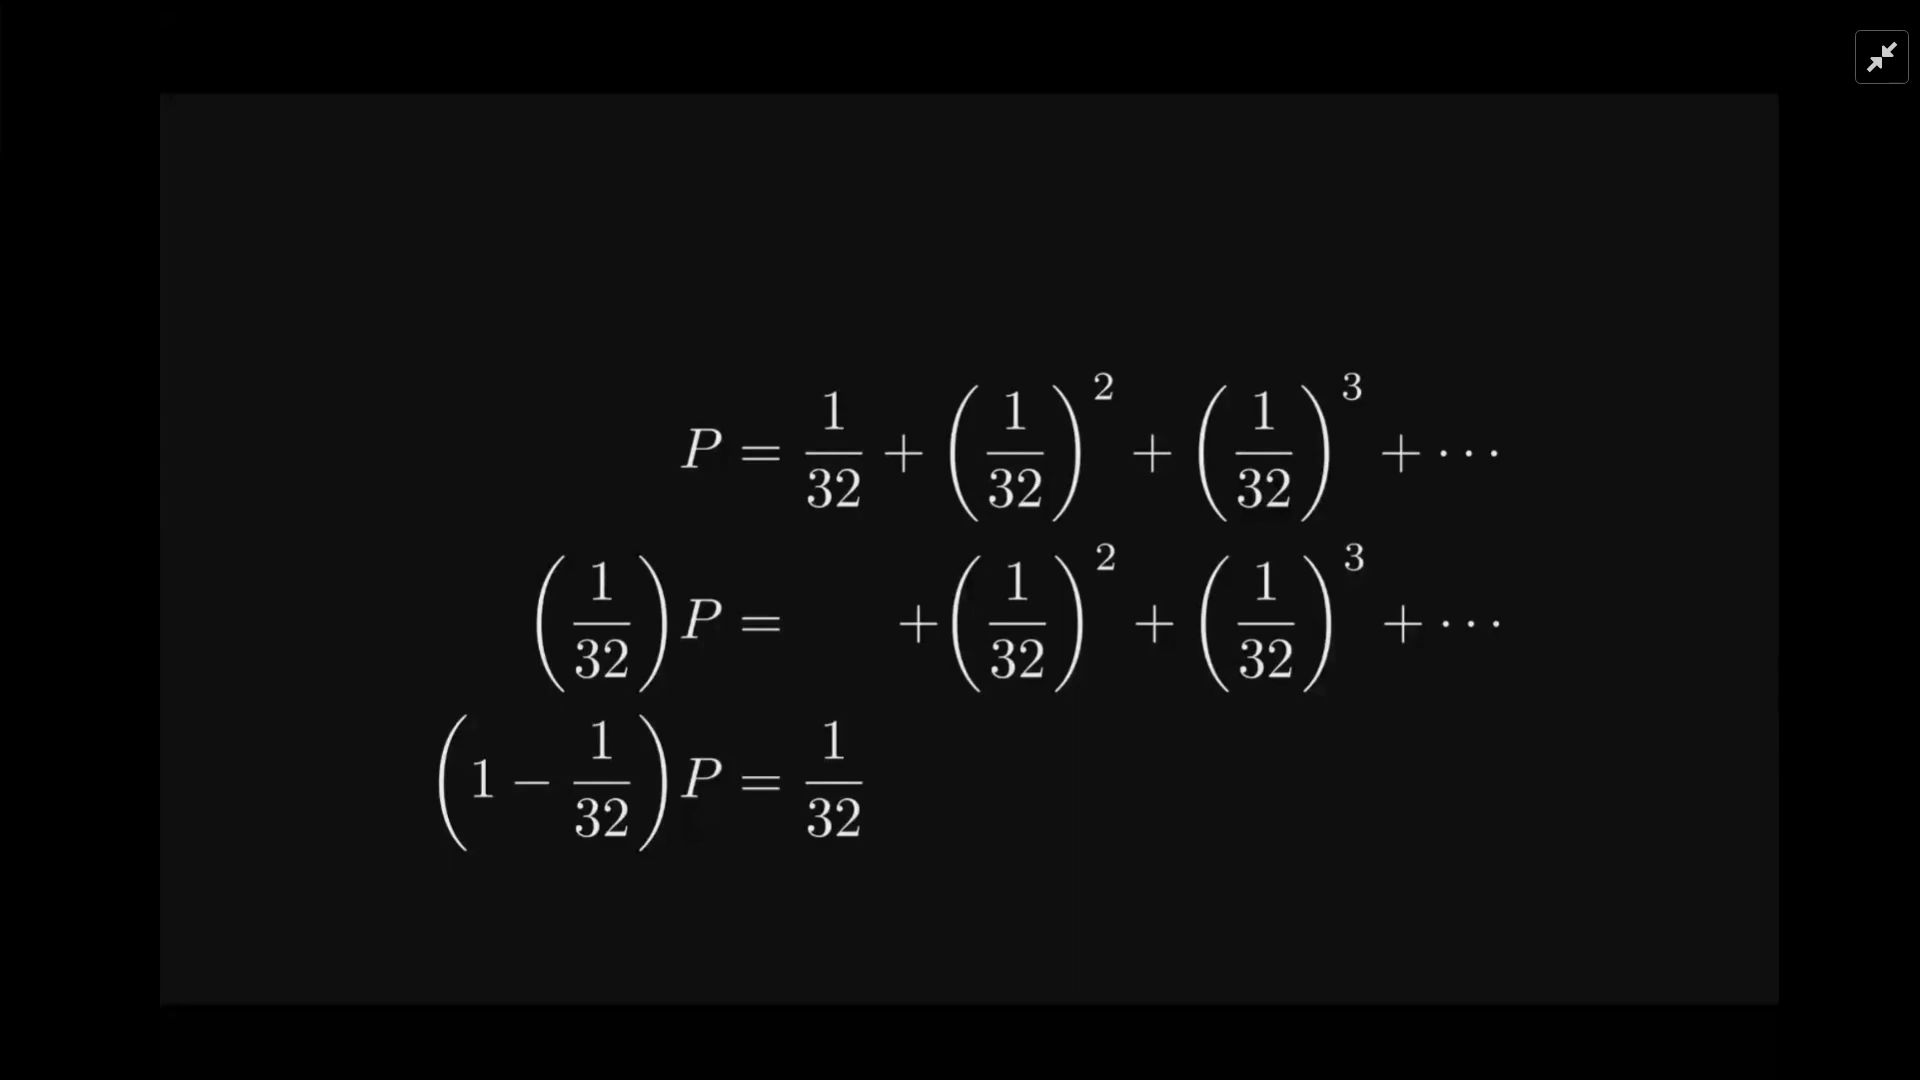 P = 1/32 + (1/32)^2 + (1/32)^3 + ⋯
(1/32)P = +(1/32)^2 + (1/32)^3 + ⋯
(1 − 1/32)P = 1/32